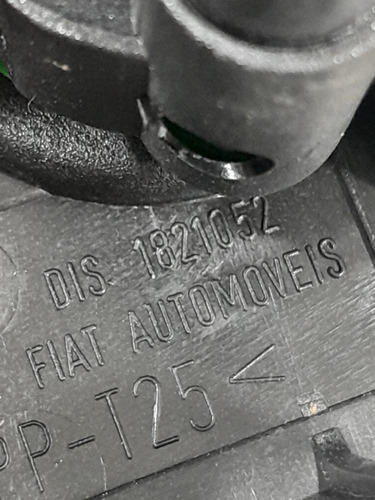 DIS. 1821052
FIAT AUTOMOVEIS
PP-T25<